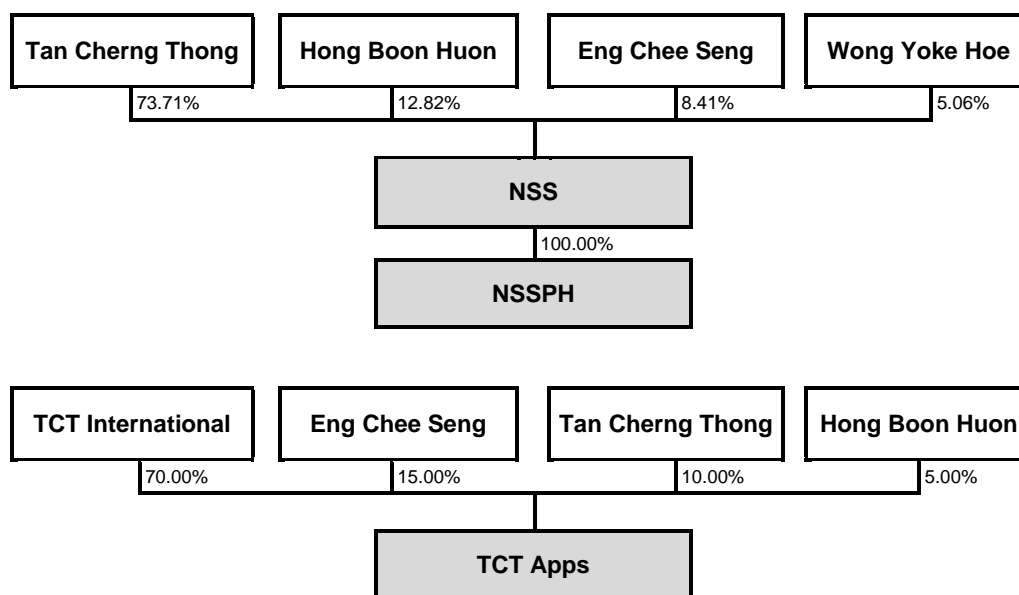 Tan Cherng Thong
Hong Boon Huon
Eng Chee Seng
Wong Yoke Hoe
73.71%
12.82%
8.41%
5.06%
NSS
100.00%
NSSPH
TCT International
Eng Chee Seng
Tan Cherng Thong
Hong Boon Huon
70.00%
15.00%
10.00%
5.00%
TCT Apps